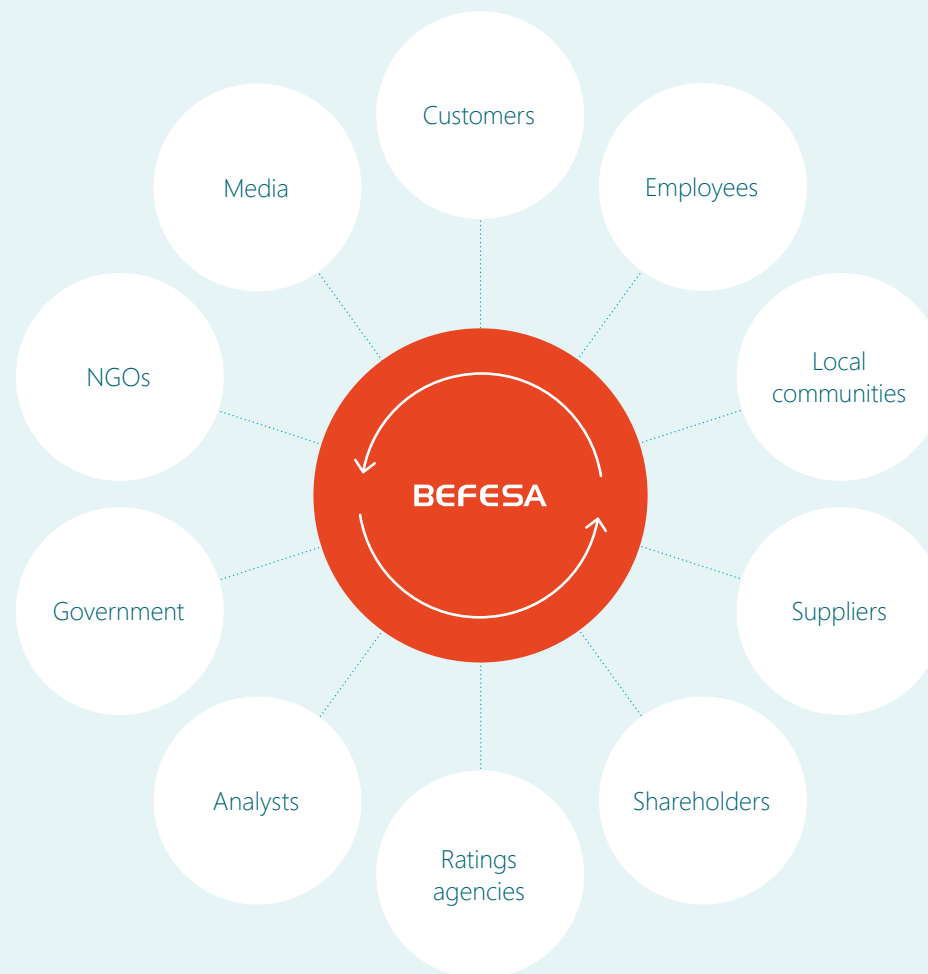 Customers
Media
Employees
NGOs
Local
communities
BEFESA
Government
Suppliers
Analysts
Shareholders
Ratings
agencies